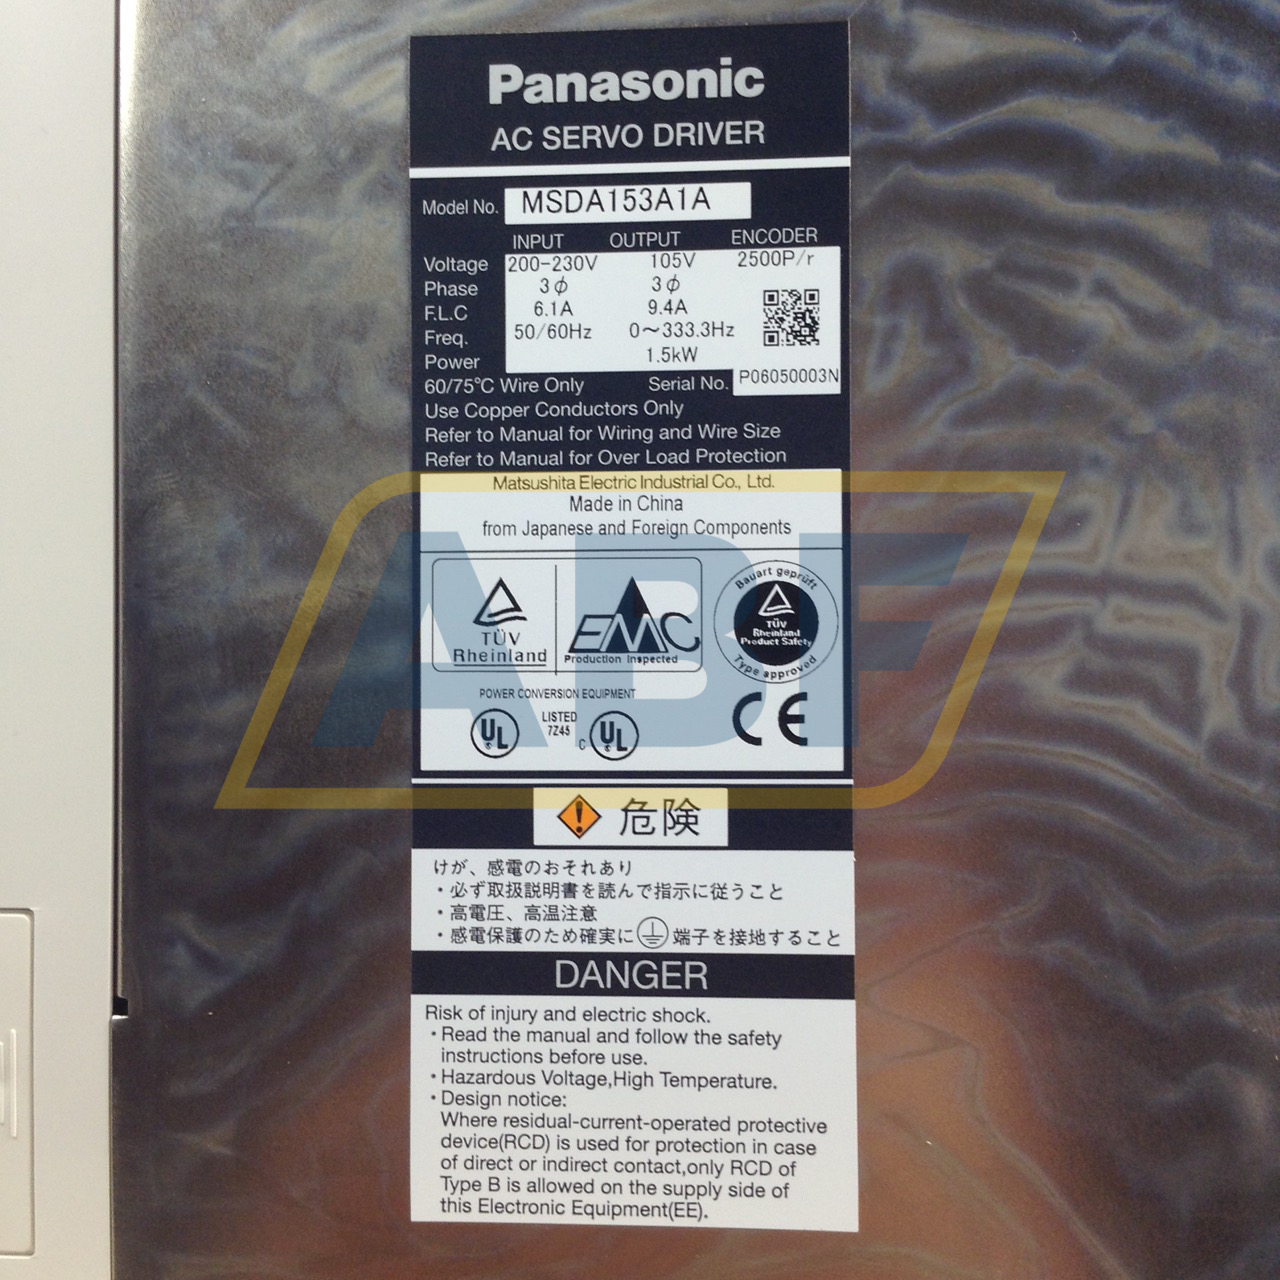 Panasonic
AC SERVO DRIVER
Model No. MSDA153A1A
INPUT OUTPUT ENCODER
Voltage 200-230V 105V 2500P/r
Phase 3ϕ 3ϕ
F.L.C 6.1A 9.4A
Freq. 50/60Hz 0~333.3Hz
Power 1.5kW
60/75℃ Wire Only Serial No. P06050003N
Use Copper Conductors Only
Refer to Manual for Wiring and Wire Size
Refer to Manual for Over Load Protection
Matsushita Electric Industrial Co., Ltd.
Made in China
from Japanese and Foreign Components
ABF
TÜV
Rheinland
EMC
Production Inspected
Bauart geprüft
TÜV
Rheinland
Product Safety
Type approved
POWER CONVERSION EQUIPMENT
UL LISTED 7Z45 C UL
CE
危険
けが、感電のおそれあり
・必ず取扱説明書を読んで指示に従うこと
・高電圧、高温注意
・感電保護のため確実に端子を接地すること
DANGER
Risk of injury and electric shock.
・Read the manual and follow the safety
instructions before use.
・Hazardous Voltage,High Temperature.
・Design notice:
Where residual-current-operated protective
device(RCD) is used for protection in case
of direct or indirect contact,only RCD of
Type B is allowed on the supply side of
this Electronic Equipment(EE).